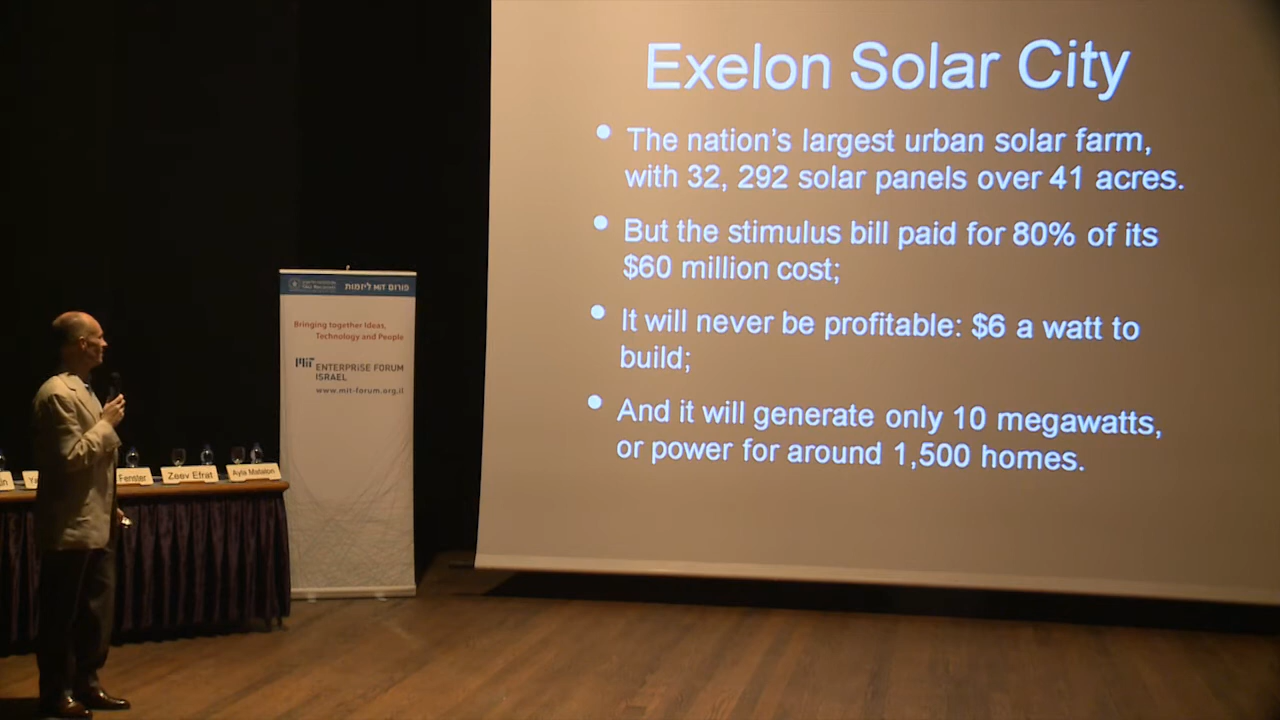 Exelon Solar City
• The nation's largest urban solar farm,
with 32, 292 solar panels over 41 acres.
• But the stimulus bill paid for 80% of its
$60 million cost;
• It will never be profitable: $6 a watt to
build;
• And it will generate only 10 megawatts,
or power for around 1,500 homes.
פורום MIT ליזמות
Bringing together Ideas,
Technology and People
MIT ENTERPRISE FORUM
ISRAEL
www.mit-forum.org.il
Fenster
Zeev Efrat
Ayla Matalon